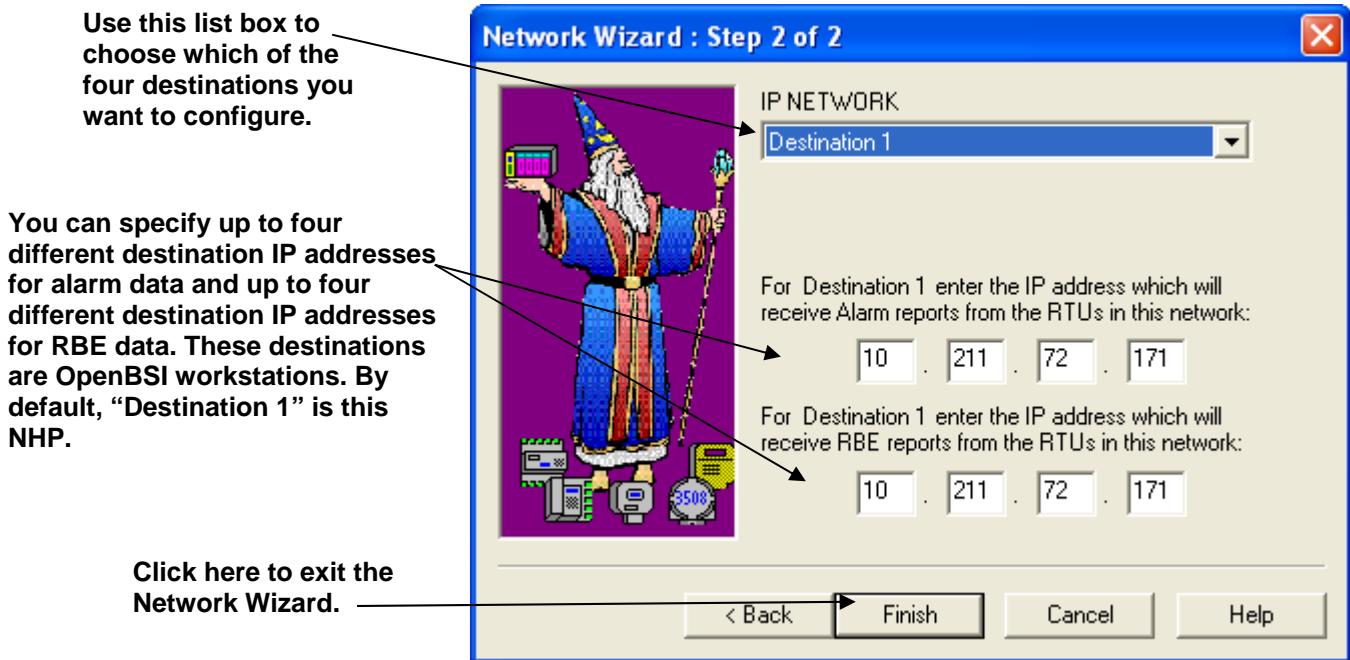 Use this list box to
choose which of the
four destinations you
want to configure.
You can specify up to four
different destination IP addresses
for alarm data and up to four
different destination IP addresses
for RBE data. These destinations
are OpenBSI workstations. By
default, “Destination 1” is this
NHP.
Click here to exit the
Network Wizard.
Network Wizard : Step 2 of 2
IP NETWORK
Destination 1
For Destination 1 enter the IP address which will
receive Alarm reports from the RTUs in this network:
10 . 211 . 72 . 171
For Destination 1 enter the IP address which will
receive RBE reports from the RTUs in this network:
10 . 211 . 72 . 171
3508
< Back Finish Cancel Help